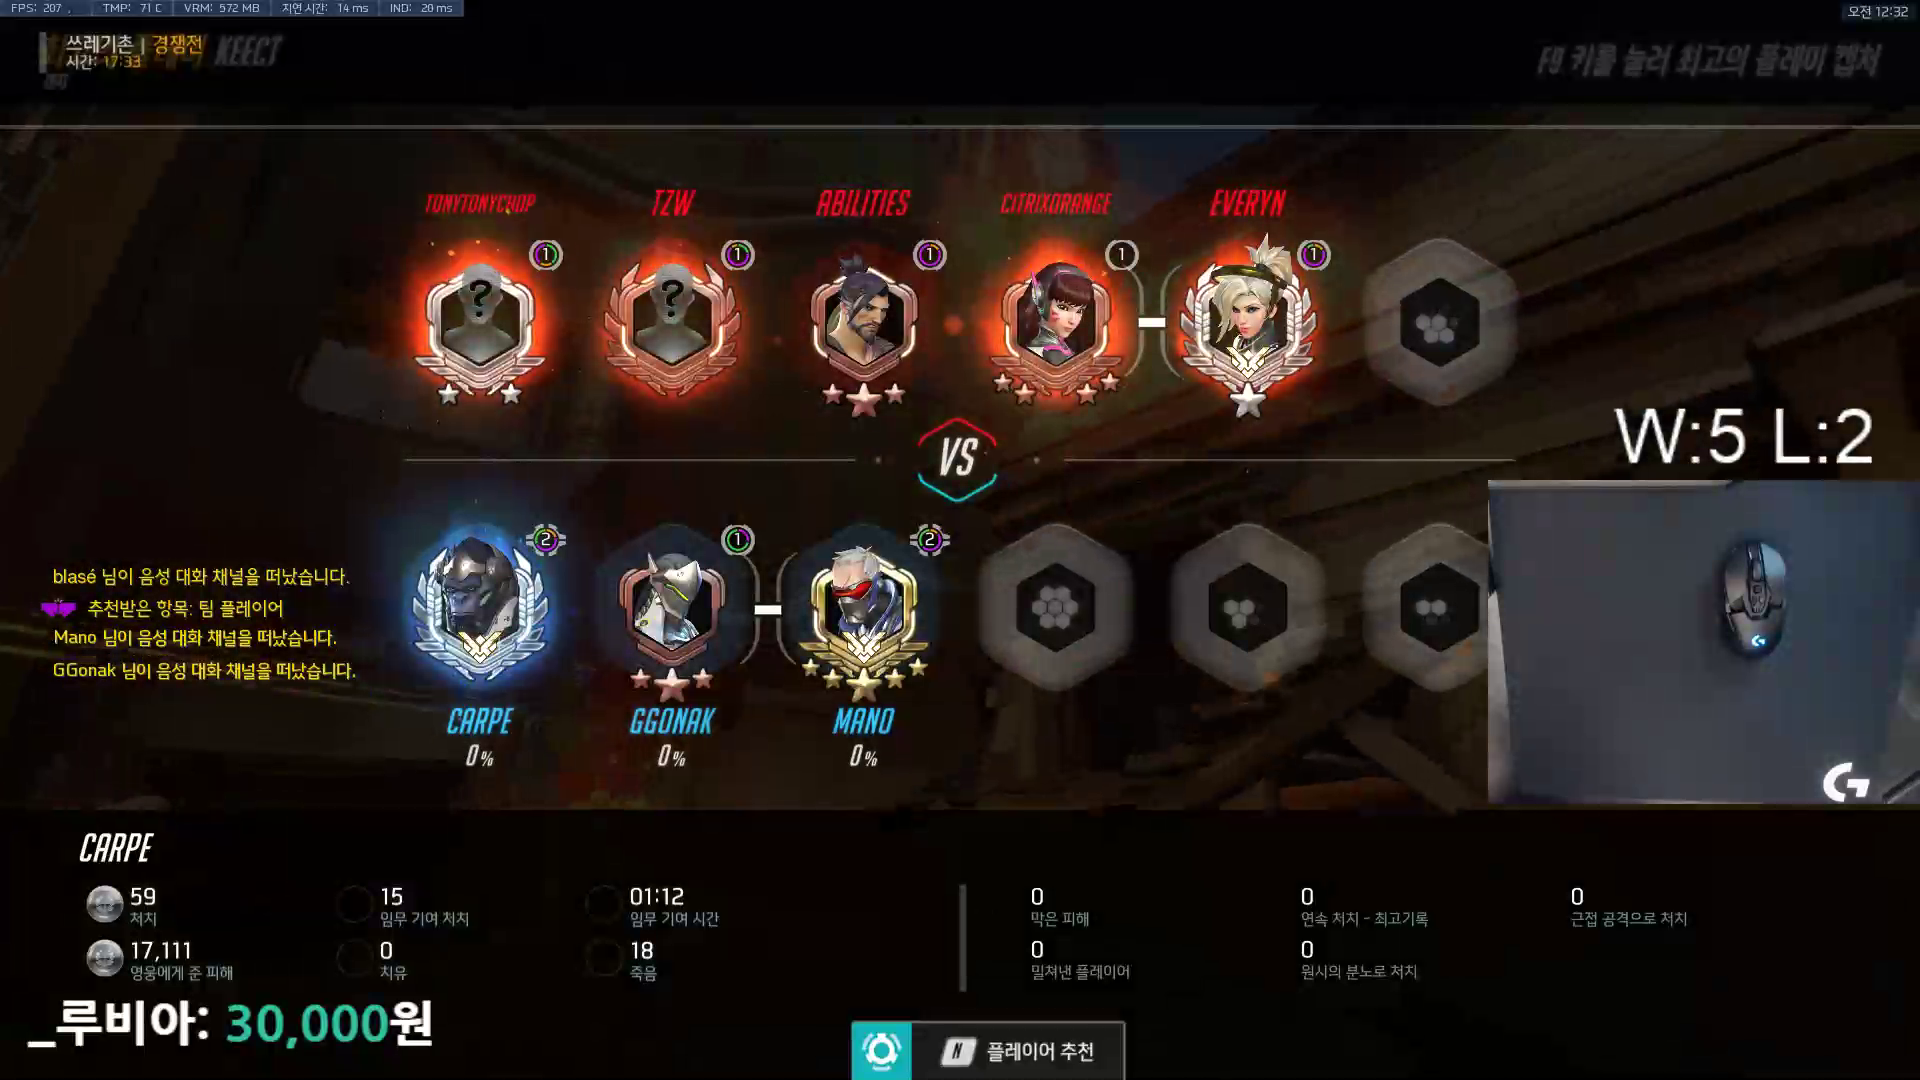 FPS: 207 TMP: 71 C VRM: 572 MB 지연 시간: 14 ms IND: 20 ms
오전 12:32
쓰레기촌 | 경쟁전
시간: 17:33
F9 키를 눌러 최고의 플레이 캡처
TONYTONYCHOP TZW ABILITIES CITRIXORANGE EVERYN
1 1 1 1 1
? ?
VS
W:5 L:2
2 1 2
blasé 님이 음성 대화 채널을 떠났습니다.
추천받은 항목: 팀 플레이어
Mano 님이 음성 대화 채널을 떠났습니다.
GGonak 님이 음성 대화 채널을 떠났습니다.
CARPE GGONAK MANO
0% 0% 0%
G
CARPE
59 15 01:12 0 0 0
처치 임무 기여 처치 임무 기여 시간 막은 피해 연속 처치 - 최고기록 근접 공격으로 처치
17,111 0 18 0 0
영웅에게 준 피해 치유 죽음 밀쳐낸 플레이어 원시의 분노로 처치
_루비아: 30,000원
N 플레이어 추천